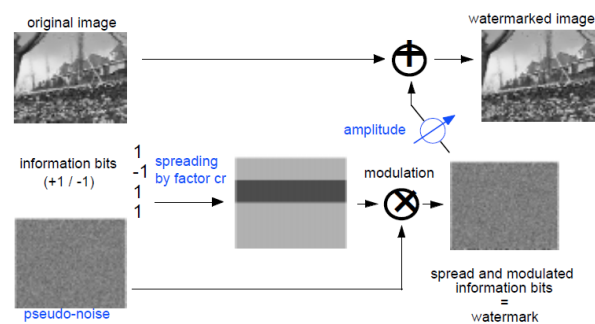 original image
watermarked image
amplitude
information bits
(+1 / -1)
1
-1
1
1
spreading
by factor cr
modulation
pseudo-noise
spread and modulated
information bits
=
watermark